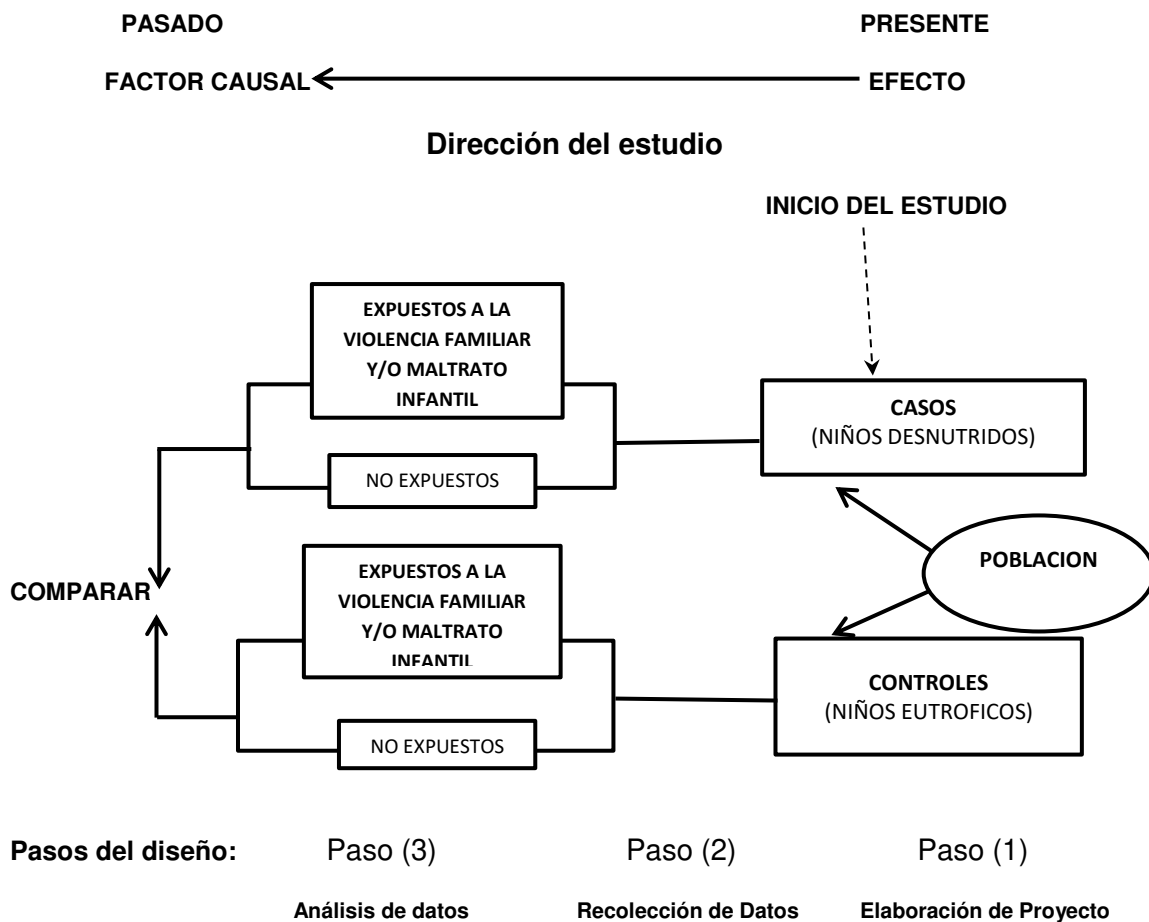 PASADO PRESENTE
FACTOR CAUSAL EFECTO
Dirección del estudio
INICIO DEL ESTUDIO
EXPUESTOS A LA
VIOLENCIA FAMILIAR
Y/O MALTRATO
INFANTIL
CASOS
(NIÑOS DESNUTRIDOS)
NO EXPUESTOS
POBLACION
COMPARAR
EXPUESTOS A LA
VIOLENCIA FAMILIAR
Y/O MALTRATO
INFANTIL
CONTROLES
(NIÑOS EUTROFICOS)
NO EXPUESTOS
Pasos del diseño: Paso (3) Paso (2) Paso (1)
Análisis de datos Recolección de Datos Elaboración de Proyecto